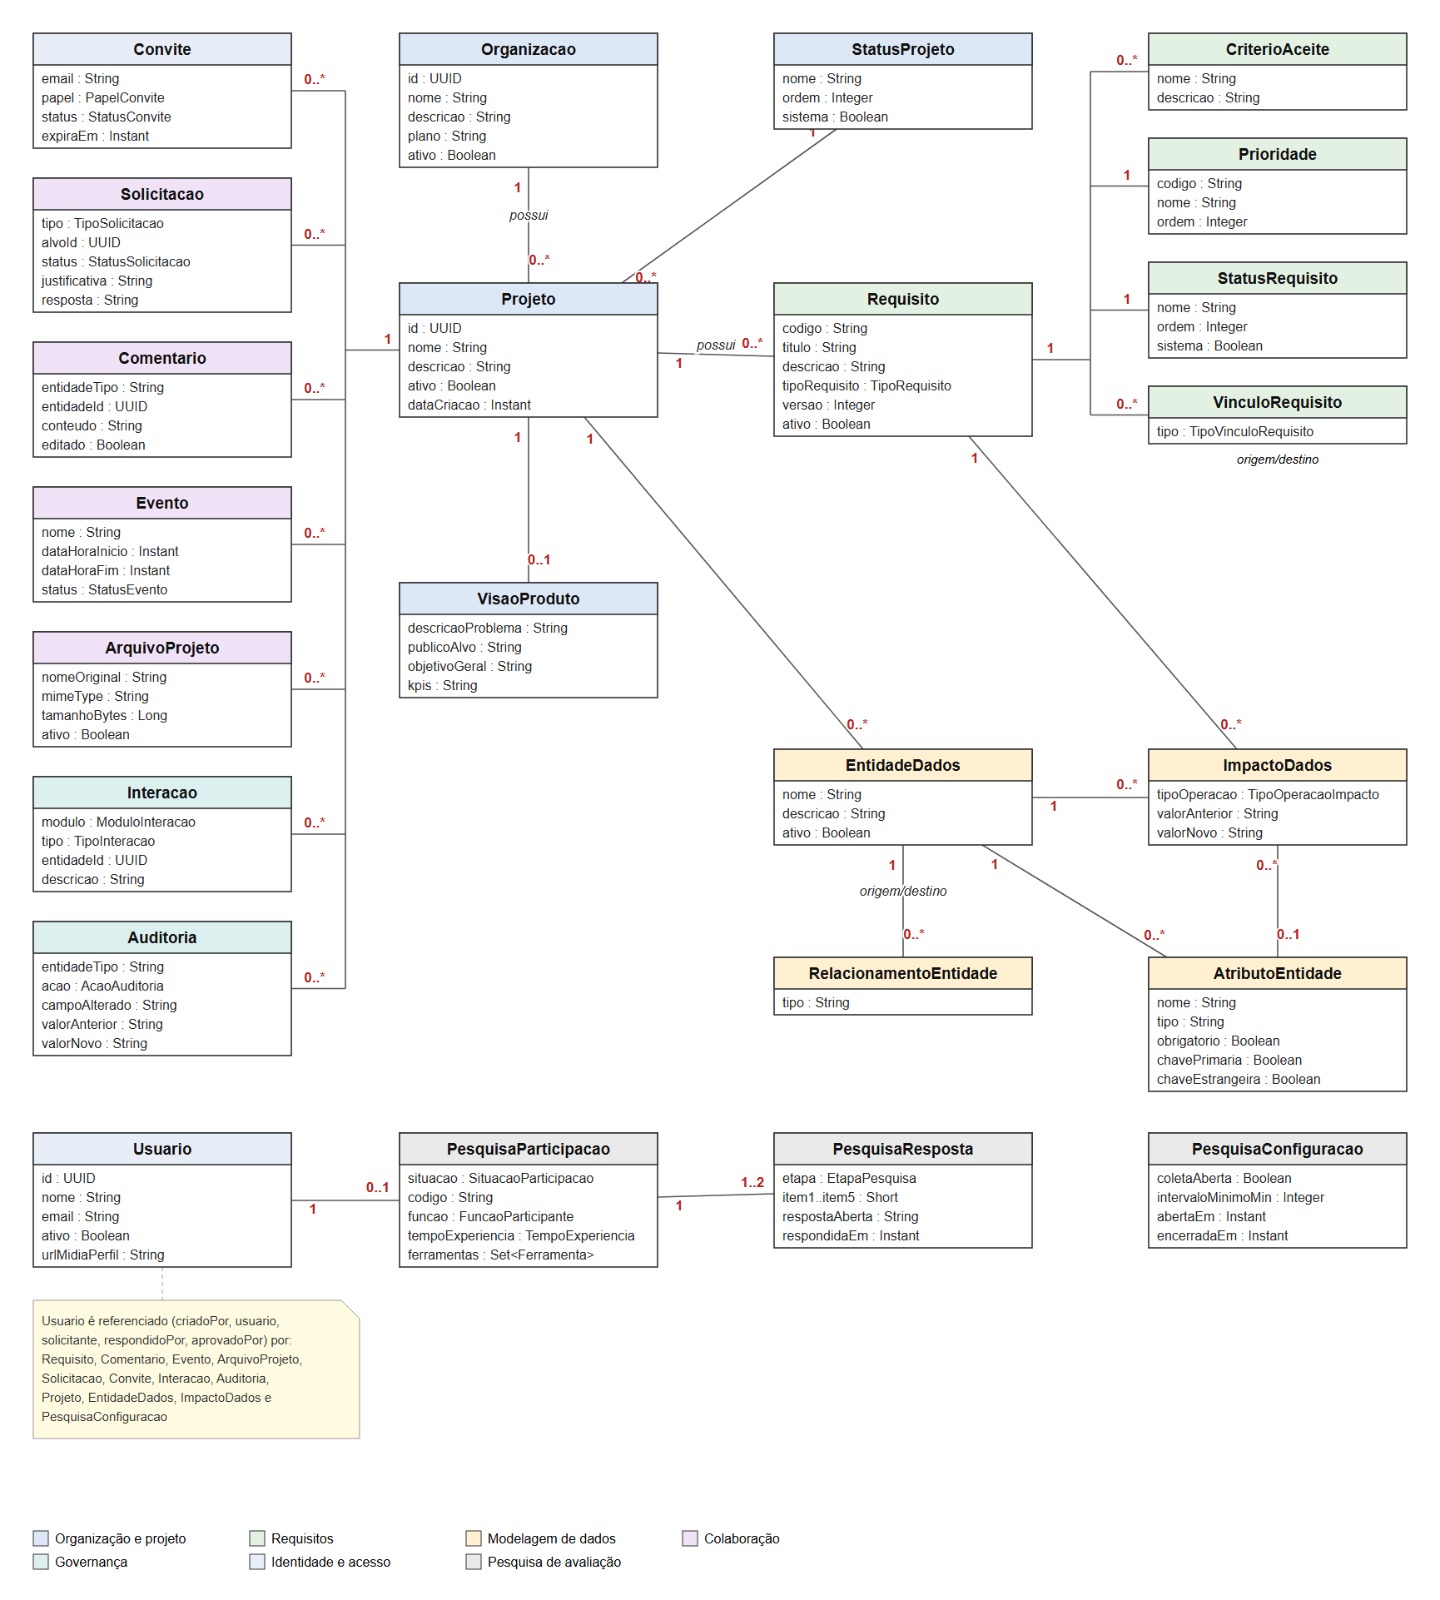 Convite
email : String
papel : PapelConvite
status : StatusConvite
expiraEm : Instant
0..*
Organizacao
id : UUID
nome : String
descricao : String
plano : String
ativo : Boolean
1
possui
0..*
StatusProjeto
nome : String
ordem : Integer
sistema : Boolean
1
0..*
CriterioAceite
nome : String
descricao : String
0..*
Prioridade
codigo : String
nome : String
ordem : Integer
1
StatusRequisito
nome : String
ordem : Integer
sistema : Boolean
1
VinculoRequisito
tipo : TipoVinculoRequisito
0..*
origem/destino
Solicitacao
tipo : TipoSolicitacao
alvoId : UUID
status : StatusSolicitacao
justificativa : String
resposta : String
0..*
Projeto
id : UUID
nome : String
descricao : String
ativo : Boolean
dataCriacao : Instant
1
possui 0..*
1
Requisito
codigo : String
titulo : String
descricao : String
tipoRequisito : TipoRequisito
versao : Integer
ativo : Boolean
1
Comentario
entidadeTipo : String
entidadeId : UUID
conteudo : String
editado : Boolean
0..*
1
1
1
Evento
nome : String
dataHoraInicio : Instant
dataHoraFim : Instant
status : StatusEvento
0..*
0..1
VisaoProduto
descricaoProblema : String
publicoAlvo : String
objetivoGeral : String
kpis : String
ArquivoProjeto
nomeOriginal : String
mimeType : String
tamanhoBytes : Long
ativo : Boolean
0..*
0..*
0..*
EntidadeDados
nome : String
descricao : String
ativo : Boolean
1
0..*
ImpactoDados
tipoOperacao : TipoOperacaoImpacto
valorAnterior : String
valorNovo : String
Interacao
modulo : ModuloInteracao
tipo : TipoInteracao
entidadeId : UUID
descricao : String
0..*
1
origem/destino
0..*
1
0..*
0..*
0..1
Auditoria
entidadeTipo : String
acao : AcaoAuditoria
campoAlterado : String
valorAnterior : String
valorNovo : String
0..*
RelacionamentoEntidade
tipo : String
AtributoEntidade
nome : String
tipo : String
obrigatorio : Boolean
chavePrimaria : Boolean
chaveEstrangeira : Boolean
Usuario
id : UUID
nome : String
email : String
ativo : Boolean
urlMidiaPerfil : String
1
0..1
PesquisaParticipacao
situacao : SituacaoParticipacao
codigo : String
funcao : FuncaoParticipante
tempoExperiencia : TempoExperiencia
ferramentas : Set<Ferramenta>
1
1..2
PesquisaResposta
etapa : EtapaPesquisa
item1..item5 : Short
respostaAberta : String
respondidaEm : Instant
PesquisaConfiguracao
coletaAberta : Boolean
intervaloMinimoMin : Integer
abertaEm : Instant
encerradaEm : Instant
Usuario é referenciado (criadoPor, usuario,
solicitante, respondidoPor, aprovadoPor) por:
Requisito, Comentario, Evento, ArquivoProjeto,
Solicitacao, Convite, Interacao, Auditoria,
Projeto, EntidadeDados, ImpactoDados e
PesquisaConfiguracao
Organização e projeto
Requisitos
Modelagem de dados
Colaboração
Governança
Identidade e acesso
Pesquisa de avaliação